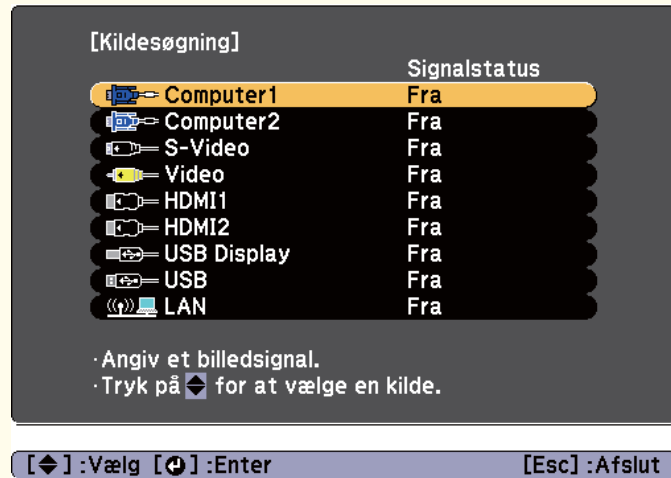 [Kildesøgning]
Signalstatus
Computer1 Fra
Computer2 Fra
S-Video Fra
Video Fra
HDMI1 Fra
HDMI2 Fra
USB Display Fra
USB Fra
LAN Fra
·Angiv et billedsignal.
·Tryk på for at vælge en kilde.
[ ] :Vælg [ ] :Enter [Esc] :Afslut